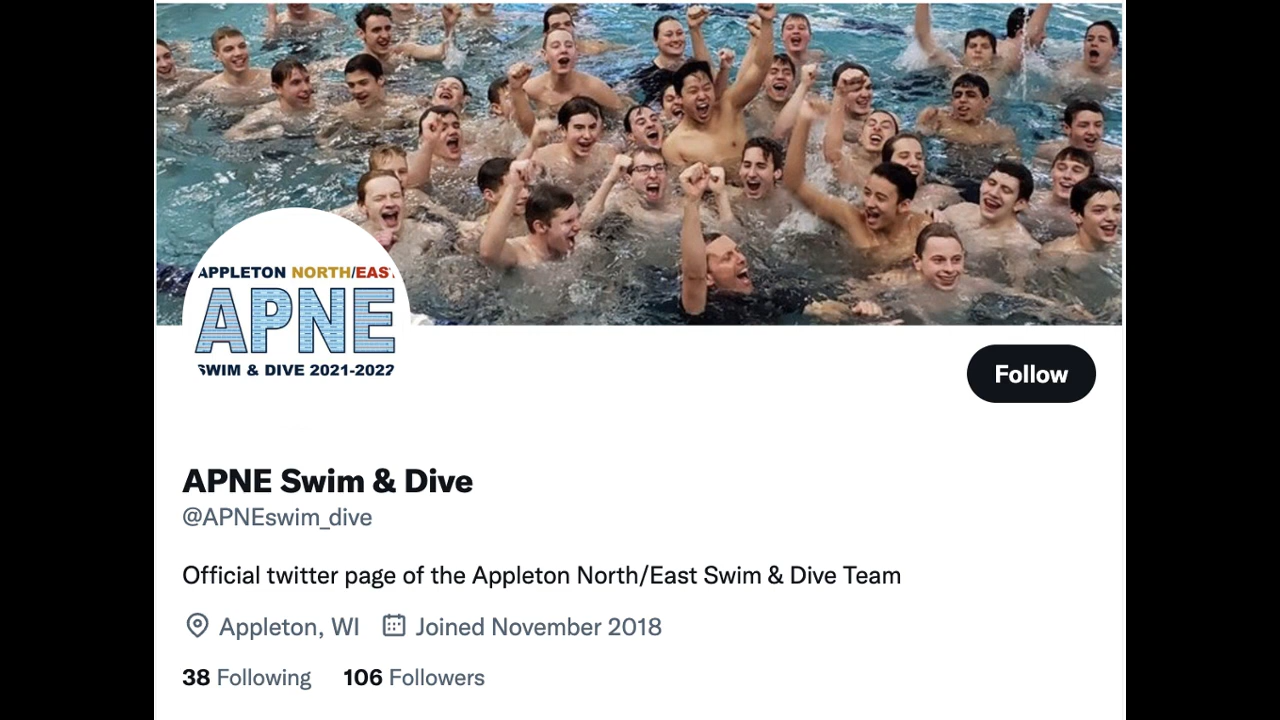 APPLETON NORTH/EAST
APNE
SWIM & DIVE 2021-2022
Follow
APNE Swim & Dive
@APNEswim_dive
Official twitter page of the Appleton North/East Swim & Dive Team
Appleton, WI Joined November 2018
38 Following 106 Followers